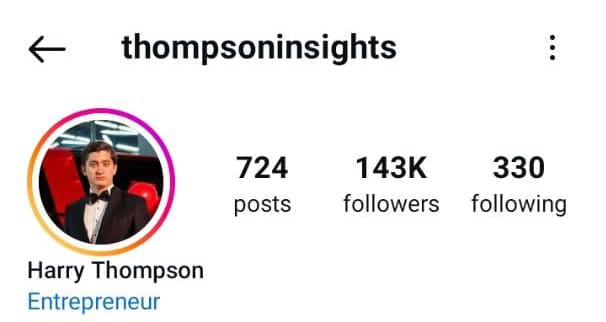 thompsoninsights
724 143K 330
posts followers following
Harry Thompson
Entrepreneur